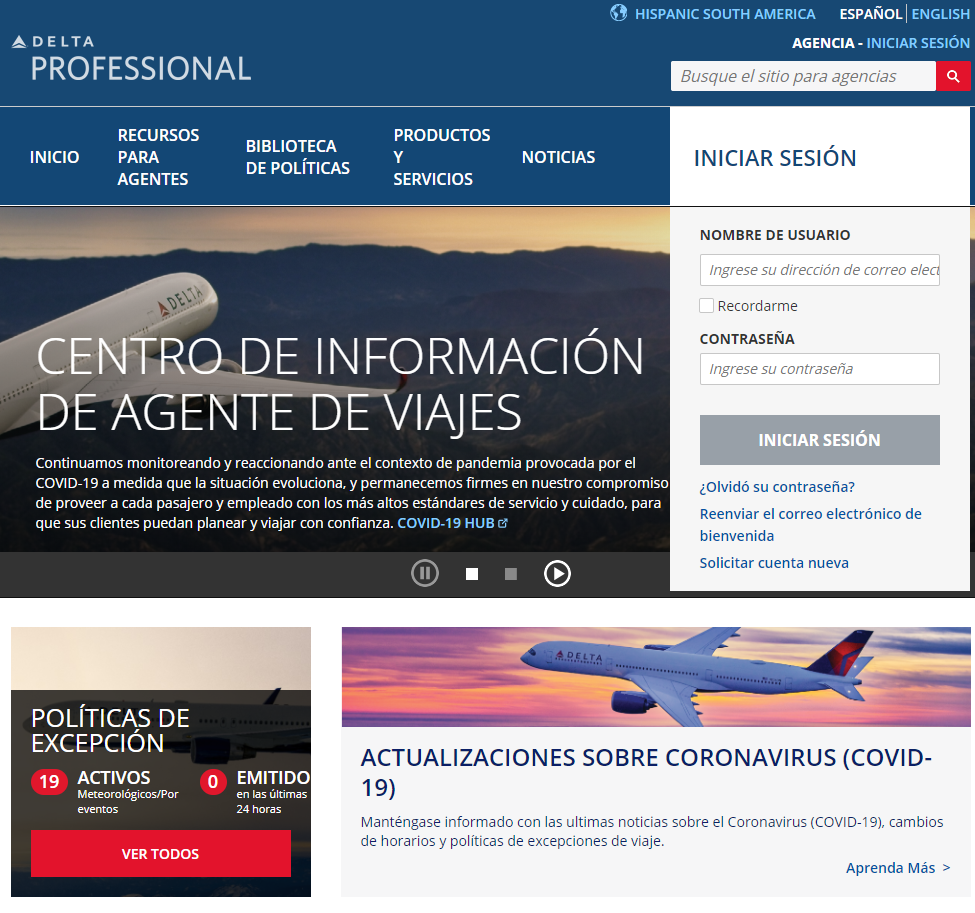 HISPANIC SOUTH AMERICA ESPAÑOL ENGLISH
DELTA
PROFESSIONAL
AGENCIA - INICIAR SESIÓN
Busque el sitio para agencias
INICIO
RECURSOS
PARA
AGENTES
BIBLIOTECA
DE POLÍTICAS
PRODUCTOS
Y
SERVICIOS
NOTICIAS
INICIAR SESIÓN
NOMBRE DE USUARIO
Ingrese su dirección de correo elect
Recordarme
CONTRASEÑA
Ingrese su contraseña
INICIAR SESIÓN
¿Olvidó su contraseña?
Reenviar el correo electrónico de
bienvenida
Solicitar cuenta nueva
DELTA
CENTRO DE INFORMACIÓN
DE AGENTE DE VIAJES
Continuamos monitoreando y reaccionando ante el contexto de pandemia provocada por el
COVID-19 a medida que la situación evoluciona, y permanecemos firmes en nuestro compromiso
de proveer a cada pasajero y empleado con los más altos estándares de servicio y cuidado, para
que sus clientes puedan planear y viajar con confianza. COVID-19 HUB
POLÍTICAS DE
EXCEPCIÓN
19 ACTIVOS
Meteorológicos/Por
eventos
0 EMITIDO
en las últimas
24 horas
VER TODOS
DELTA
ACTUALIZACIONES SOBRE CORONAVIRUS (COVID-
19)
Manténgase informado con las ultimas noticias sobre el Coronavirus (COVID-19), cambios
de horarios y políticas de excepciones de viaje.
Aprenda Más >